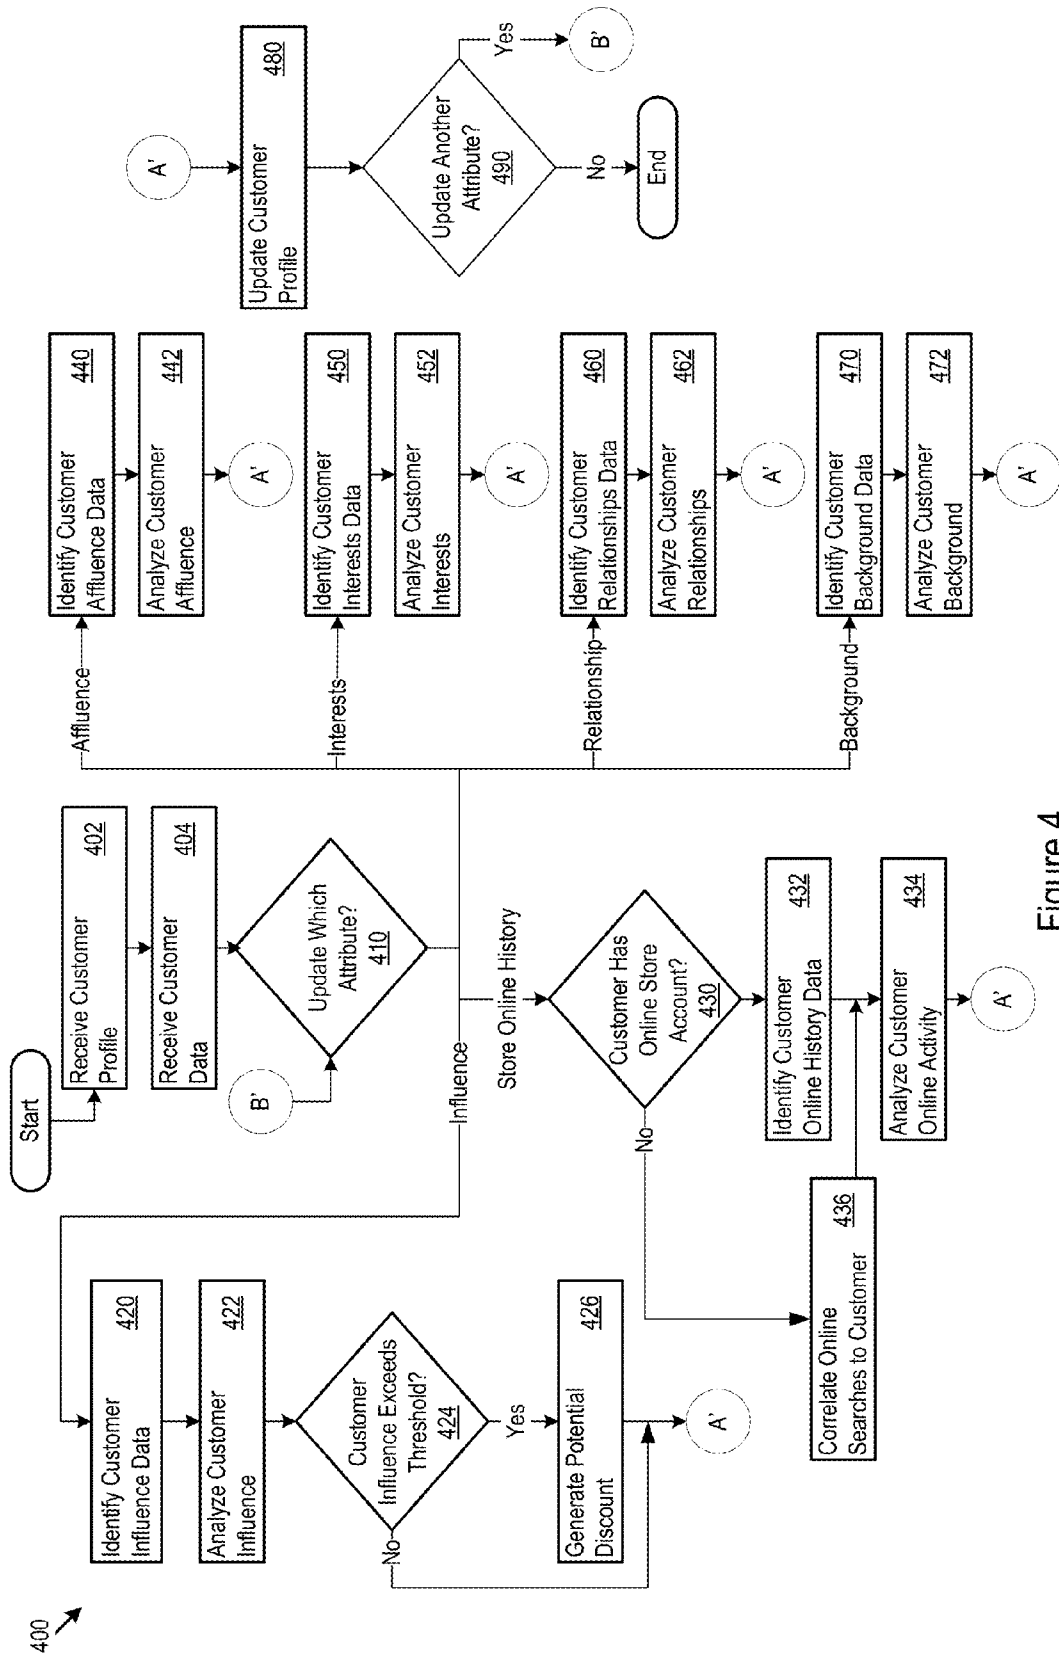 400
Start
Receive Customer
Profile
402
Receive Customer
Data
404
B'
Update Which
Attribute?
410
Influence
Store Online History
Affluence
Interests
Relationship
Background
Identify Customer
Influence Data
420
Analyze Customer
Influence
422
Customer
Influence Exceeds
Threshold?
424
No
Yes
Generate Potential
Discount
426
A'
Customer Has
Online Store
Account?
430
No
Identify Customer
Online History Data
432
Correlate Online
Searches to Customer
436
Analyze Customer
Online Activity
434
A'
Identify Customer
Affluence Data
440
Analyze Customer
Affluence
442
A'
Identify Customer
Interests Data
450
Analyze Customer
Interests
452
A'
Identify Customer
Relationships Data
460
Analyze Customer
Relationships
462
A'
Identify Customer
Background Data
470
Analyze Customer
Background
472
A'
A'
Update Customer
Profile
480
Update Another
Attribute?
490
Yes
B'
No
End
Figure 4